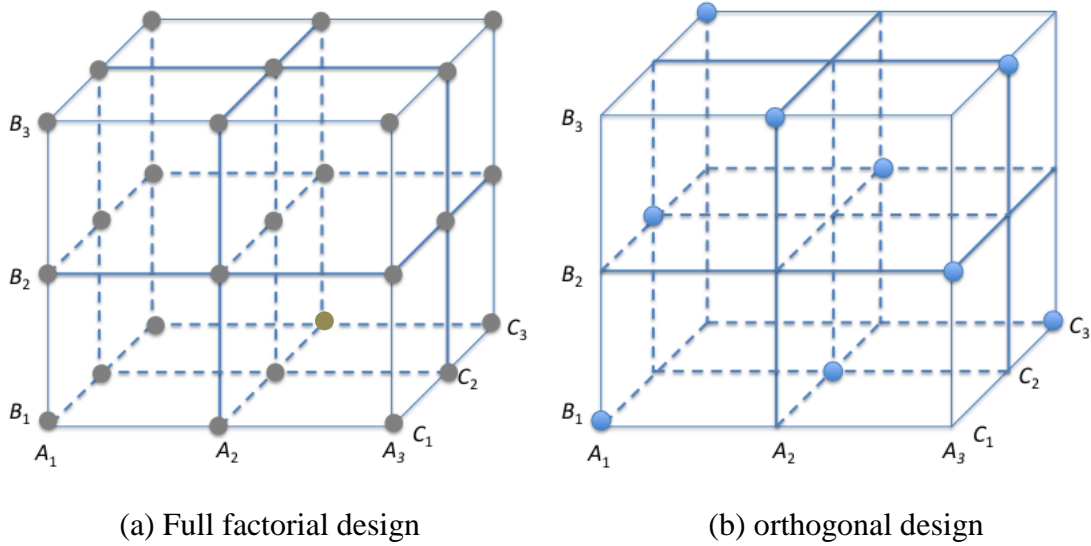 B3
B3
B2
B2
C3
C3
C2
C2
B1
B1
C1
C1
A1
A2
A3
A1
A2
A3
(a) Full factorial design
(b) orthogonal design